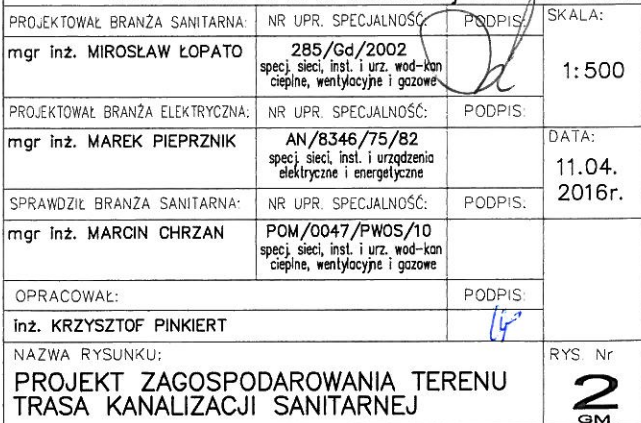 PROJEKTOWAŁ BRANŻA SANITARNA: NR UPR. SPECJALNOŚĆ: PODPIS: SKALA:
mgr inż. MIROSŁAW ŁOPATO 285/Gd/2002
specj. sieci, inst. i urz. wod-kan
cieplne, wentylacyjne i gazowe
1:500
PROJEKTOWAŁ BRANŻA ELEKTRYCZNA: NR UPR. SPECJALNOŚĆ: PODPIS:
mgr inż. MAREK PIEPRZNIK AN/8346/75/82
specj. sieci, inst. i urządzenia
elektryczne i energetyczne
DATA:
11.04.
2016r.
SPRAWDZIŁ BRANŻA SANITARNA: NR UPR. SPECJALNOŚĆ: PODPIS:
mgr inż. MARCIN CHRZAN POM/0047/PWOS/10
specj. sieci, inst. i urz. wod-kan
cieplne, wentylacyjne i gazowe
OPRACOWAŁ: PODPIS:
inż. KRZYSZTOF PINKIERT
NAZWA RYSUNKU: RYS. Nr
PROJEKT ZAGOSPODAROWANIA TERENU
TRASA KANALIZACJI SANITARNEJ
2
GM